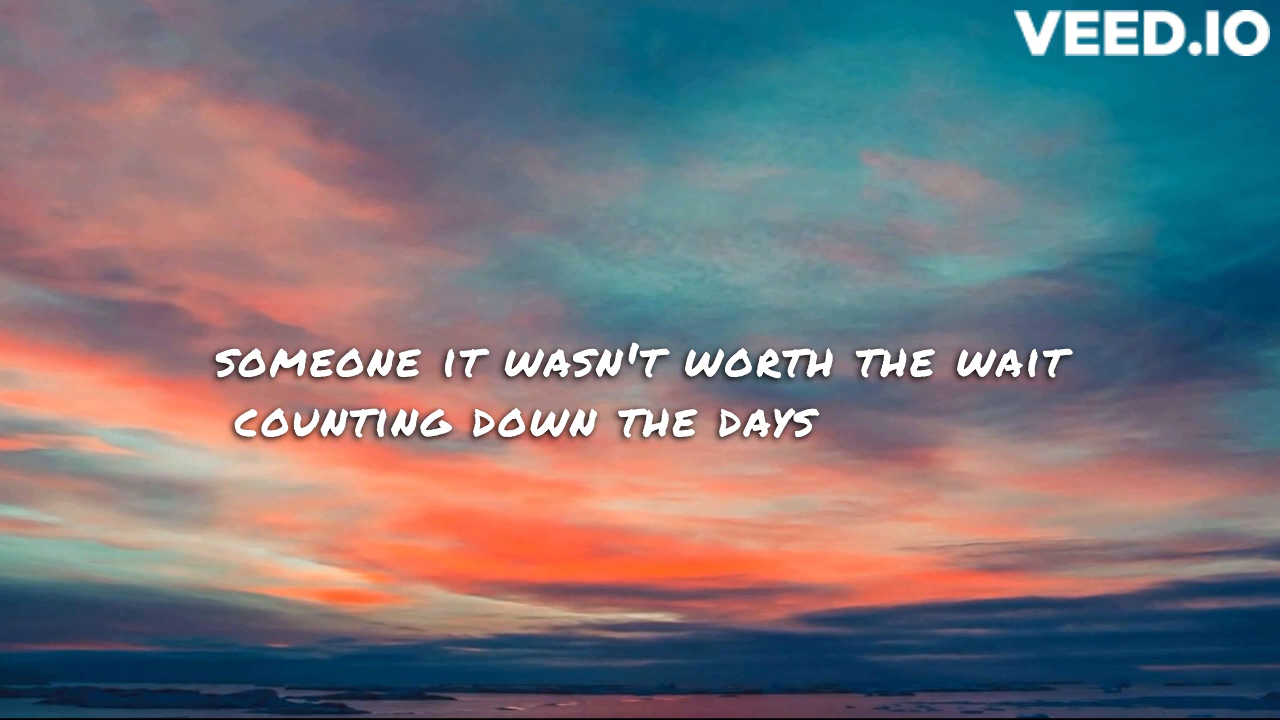 VEED.IO
SOMEONE IT WASN'T WORTH THE WAIT
COUNTING DOWN THE DAYS